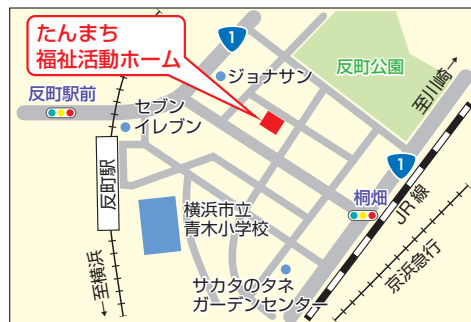 たんまち
福祉活動ホーム
1
ジョナサン
反町公園
至川崎
反町駅前
セブン
イレブン
反町駅
1
桐畑
JR線
横浜市立
青木小学校
京浜急行
←至横浜
サカタのタネ
ガーデンセンター